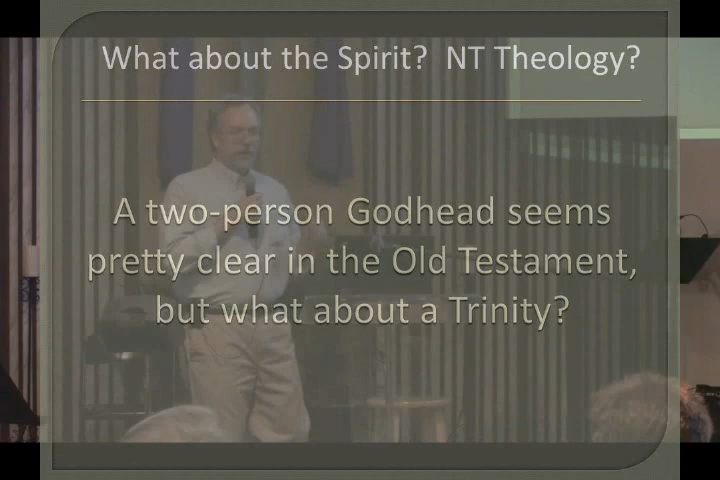 What about the Spirit? NT Theology?
A two-person Godhead seems
pretty clear in the Old Testament,
but what about a Trinity?